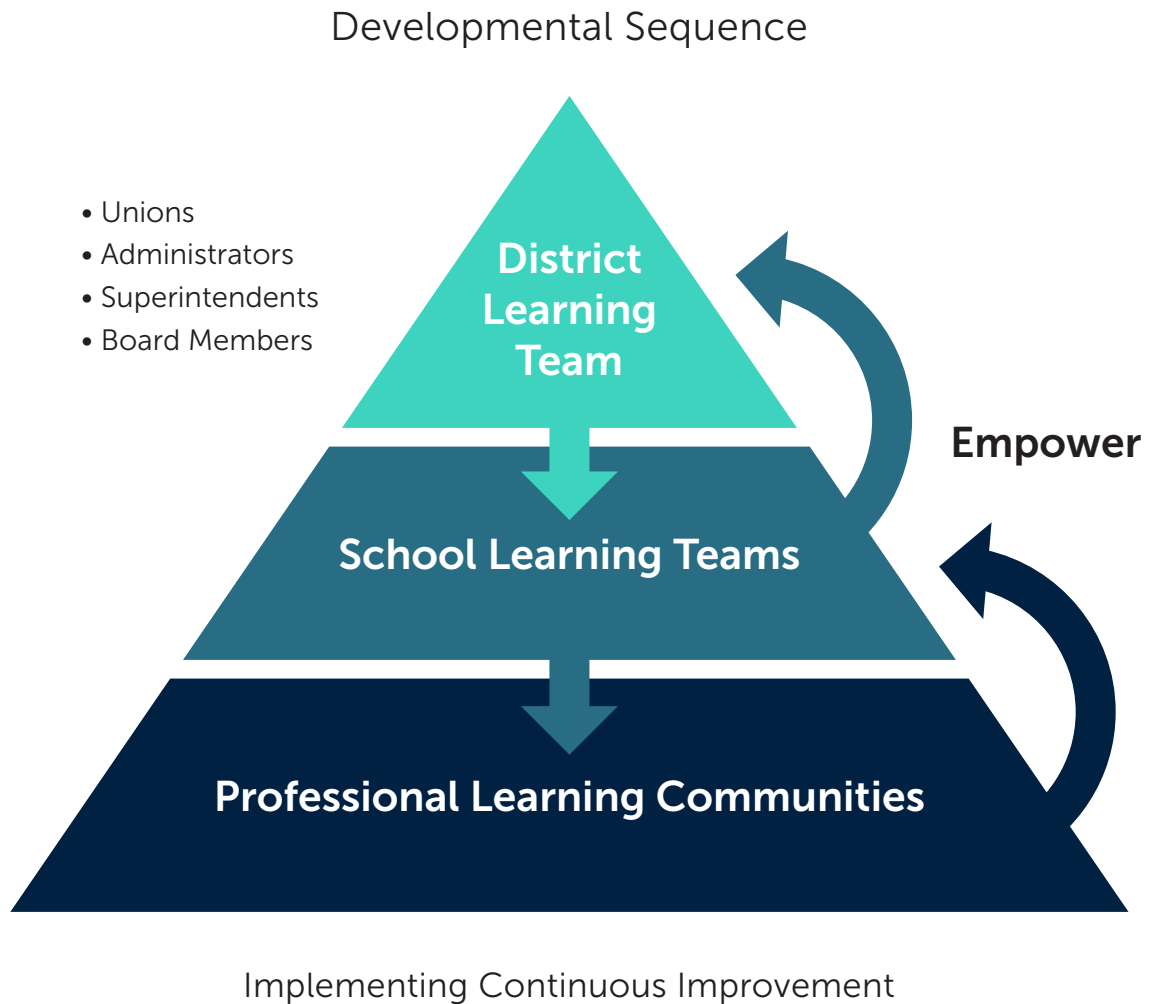 Developmental Sequence
• Unions
• Administrators
• Superintendents
• Board Members
District
Learning
Team
Empower
School Learning Teams
Professional Learning Communities
Implementing Continuous Improvement